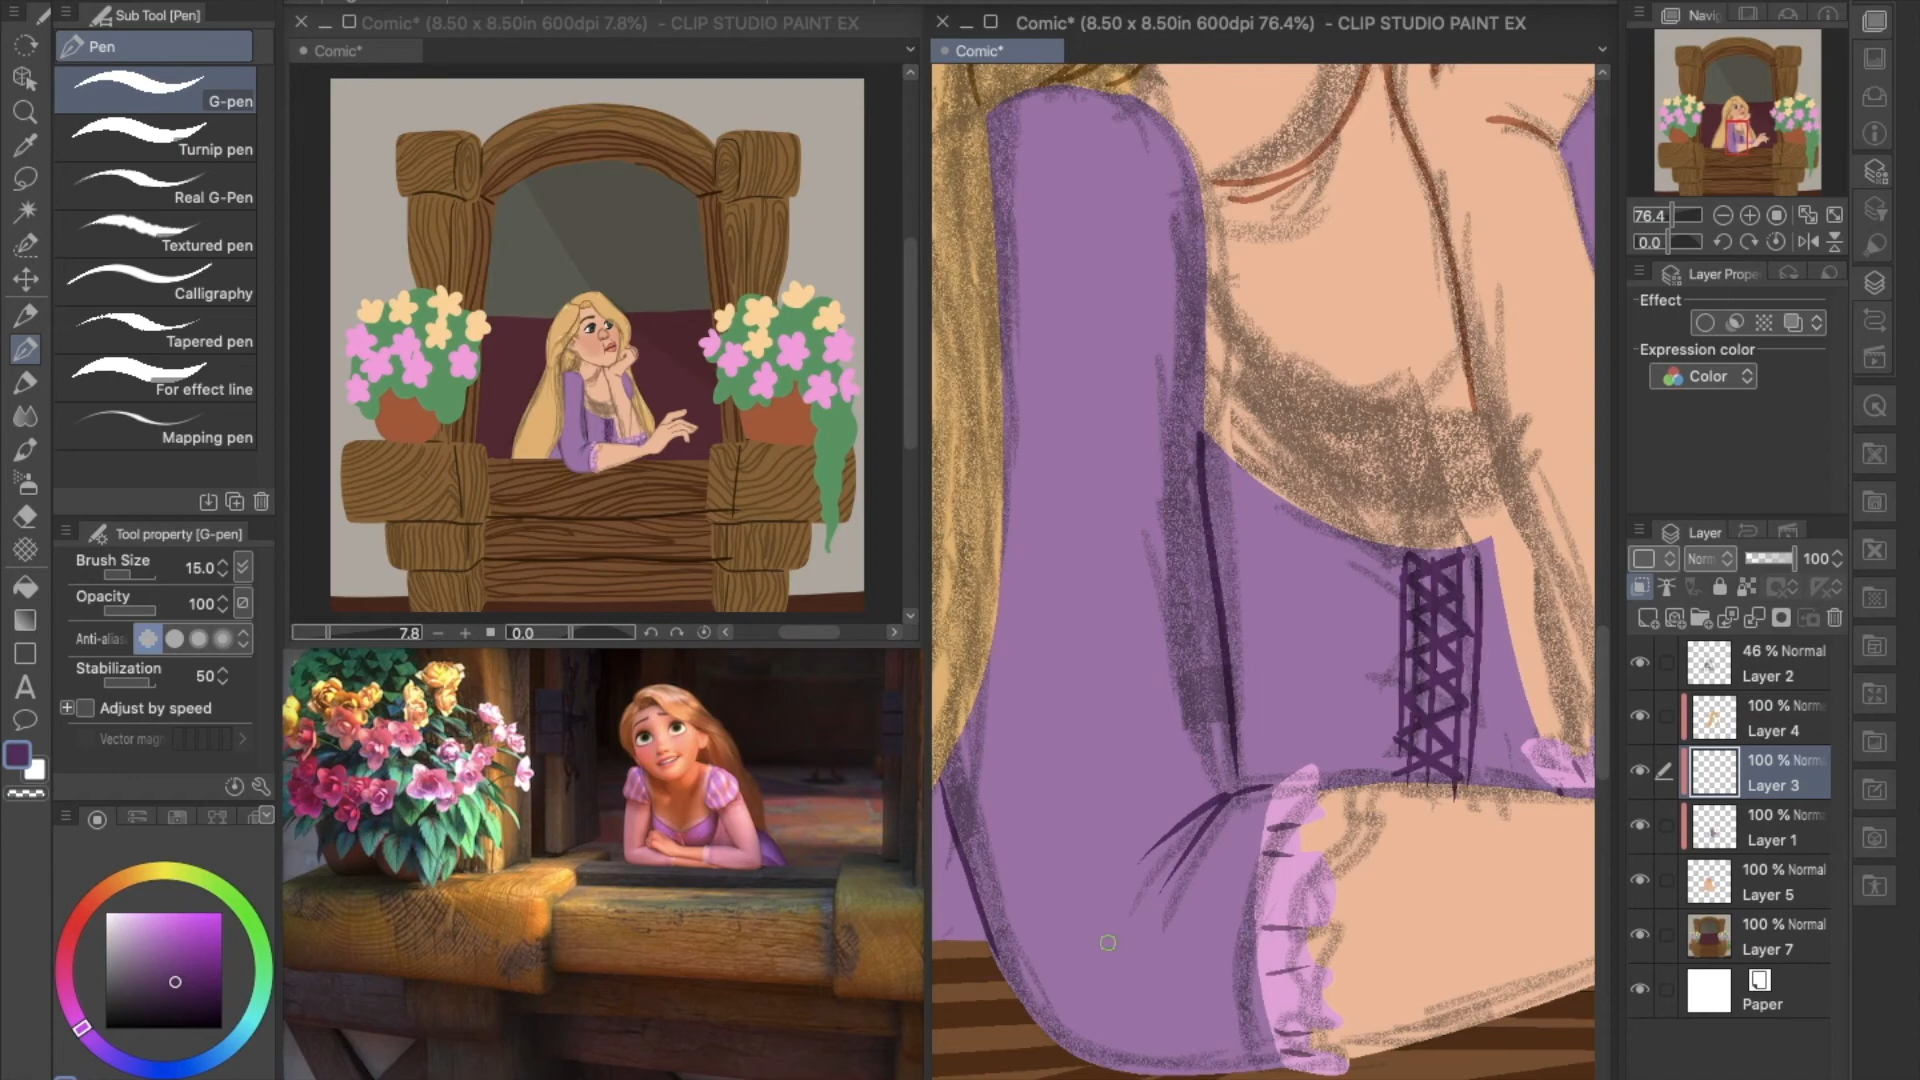 Sub Tool [Pen]
Pen
G-pen
Turnip pen
Real G-Pen
Textured pen
Calligraphy
Tapered pen
For effect line
Mapping pen
Tool property [G-pen]
Brush Size 15.0
Opacity 100
Anti-alias
Stabilization 50
Adjust by speed
Vector magn
Comic* (8.50 x 8.50in 600dpi 7.8%) - CLIP STUDIO PAINT EX
Comic*
7.8 0.0
Comic* (8.50 x 8.50in 600dpi 76.4%) - CLIP STUDIO PAINT EX
Comic*
Navig
76.4
0.0
Layer Prope
Effect
Expression color
Color
Layer
Norm 100
46 % Normal
Layer 2
100 % Norma
Layer 4
100 % Norma
Layer 3
100 % Norma
Layer 1
100 % Normal
Layer 5
100 % Normal
Layer 7
Paper